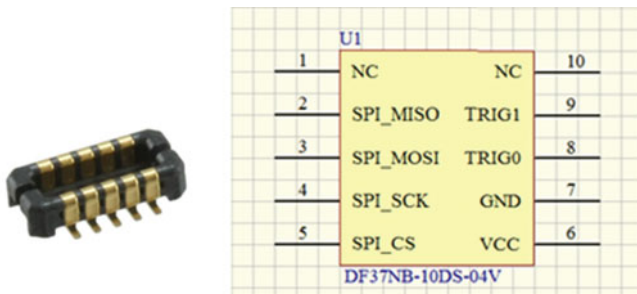 U1
1 NC NC 10
2 SPI_MISO TRIG1 9
3 SPI_MOSI TRIG0 8
4 SPI_SCK GND 7
5 SPI_CS VCC 6
DF37NB-10DS-04V